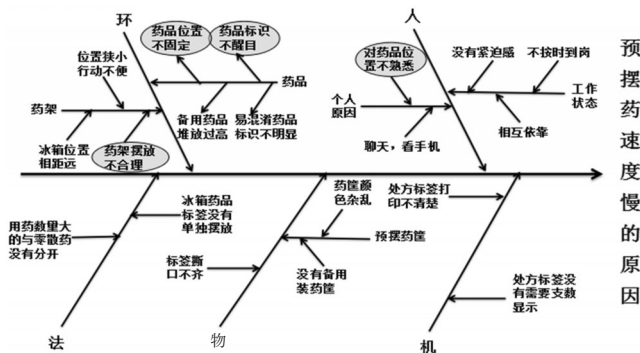 环
人
药品位置
不固定
药品标识
不醒目
位置狭小
行动不便
药品
药架
备用药品
堆放过高
易混淆药品
标识不明显
冰箱位置
相距远
药架摆放
不合理
对药品位
置不熟悉
没有紧迫感
不按时到岗
个人
原因
工作
状态
聊天，看手机
相互依靠
预摆药速度慢的原因
冰箱药品
标签没有
单独摆放
用药数量大
的与零散药
没有分开
药筐颜
色杂乱
预摆药筐
标签撕
口不齐
没有备用
装药筐
处方标签打
印不清楚
处方标签没
有需要支数
显示
法
物
机